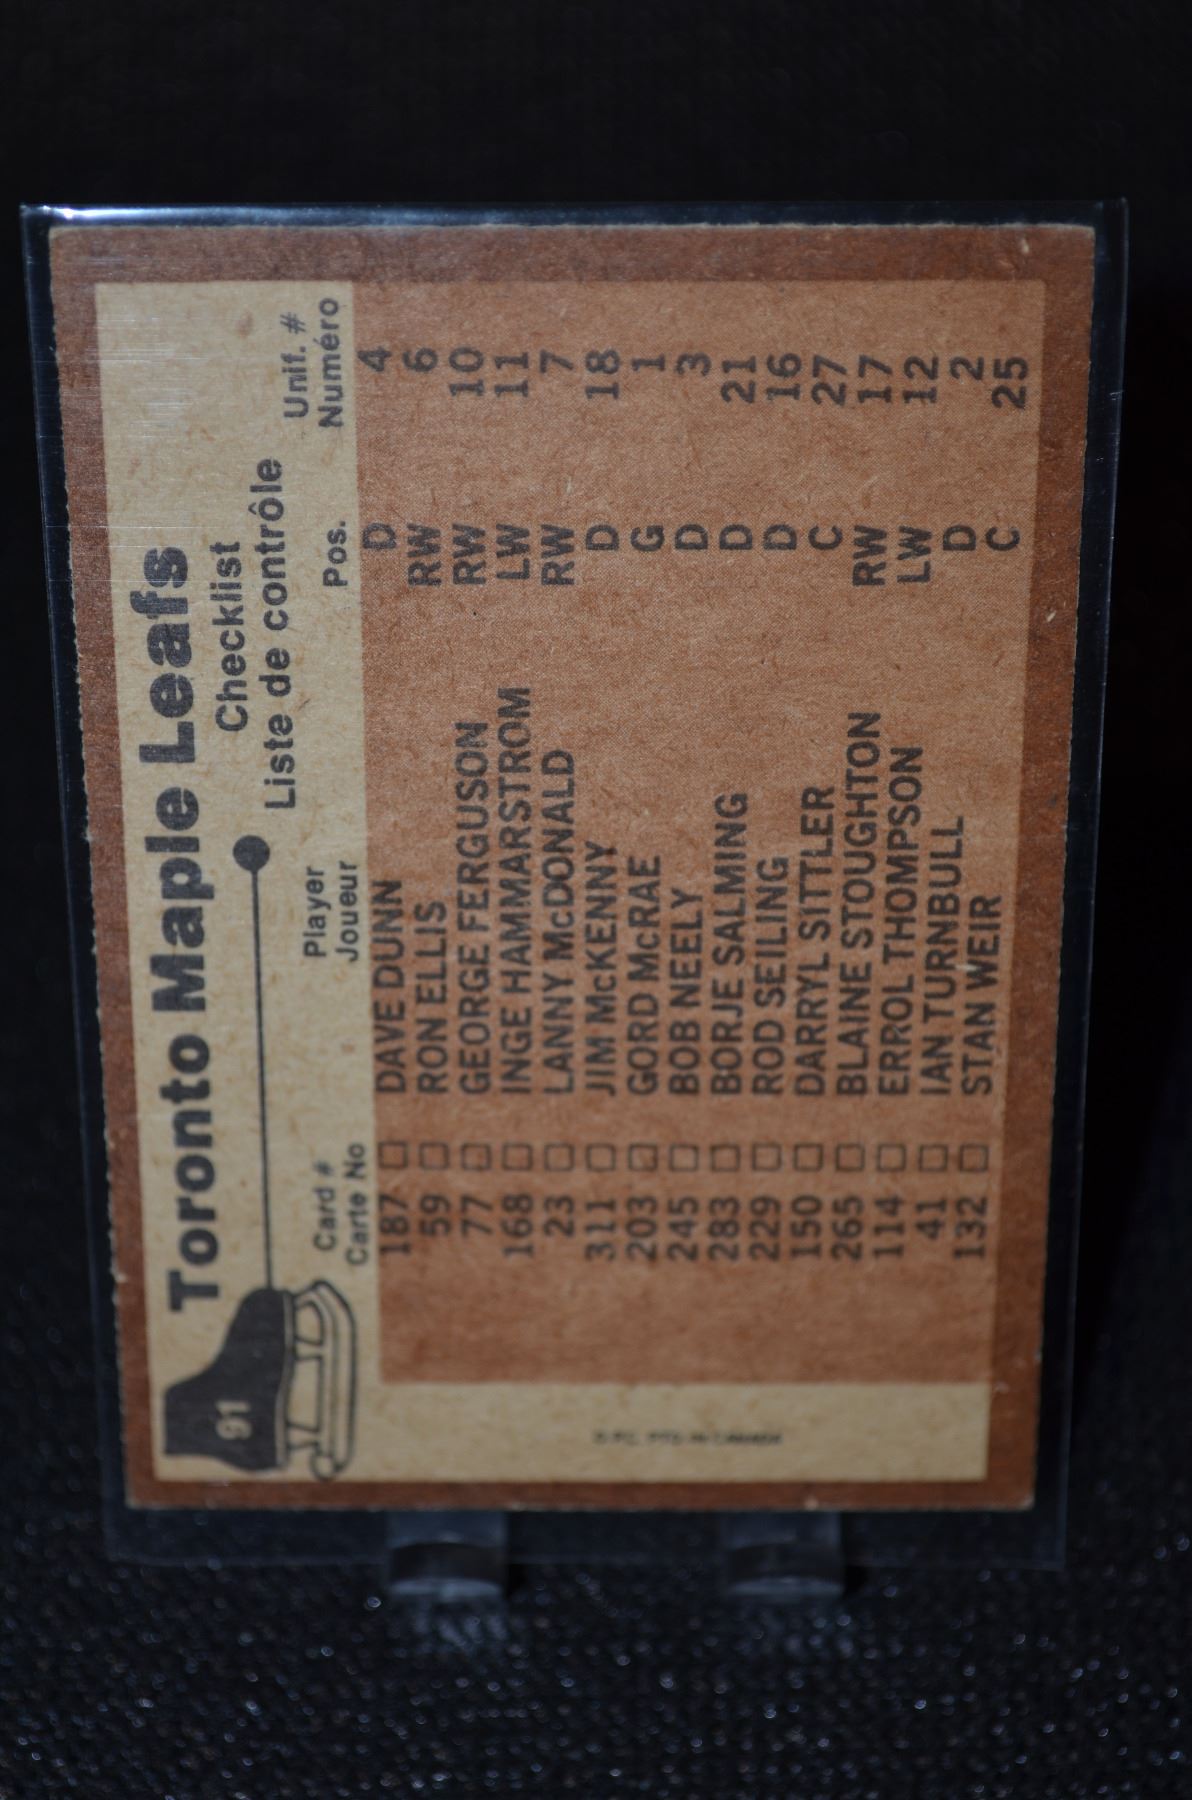 91
Toronto Maple Leafs
Checklist
Liste de contrôle
Card # Player Pos. Unif. #
Carte No Joueur Numéro
187 DAVE DUNN D 4
59 RON ELLIS RW 6
77 GEORGE FERGUSON RW 10
168 INGE HAMMARSTROM LW 11
23 LANNY McDONALD RW 7
311 JIM McKENNY D 18
203 GORD McRAE G 1
245 BOB NEELY D 3
283 BORJE SALMING D 21
229 ROD SEILING D 16
150 DARRYL SITTLER C 27
265 BLAINE STOUGHTON RW 17
114 ERROL THOMPSON LW 12
41 IAN TURNBULL D 2
132 STAN WEIR C 25
O.P.C. PTD. IN CANADA